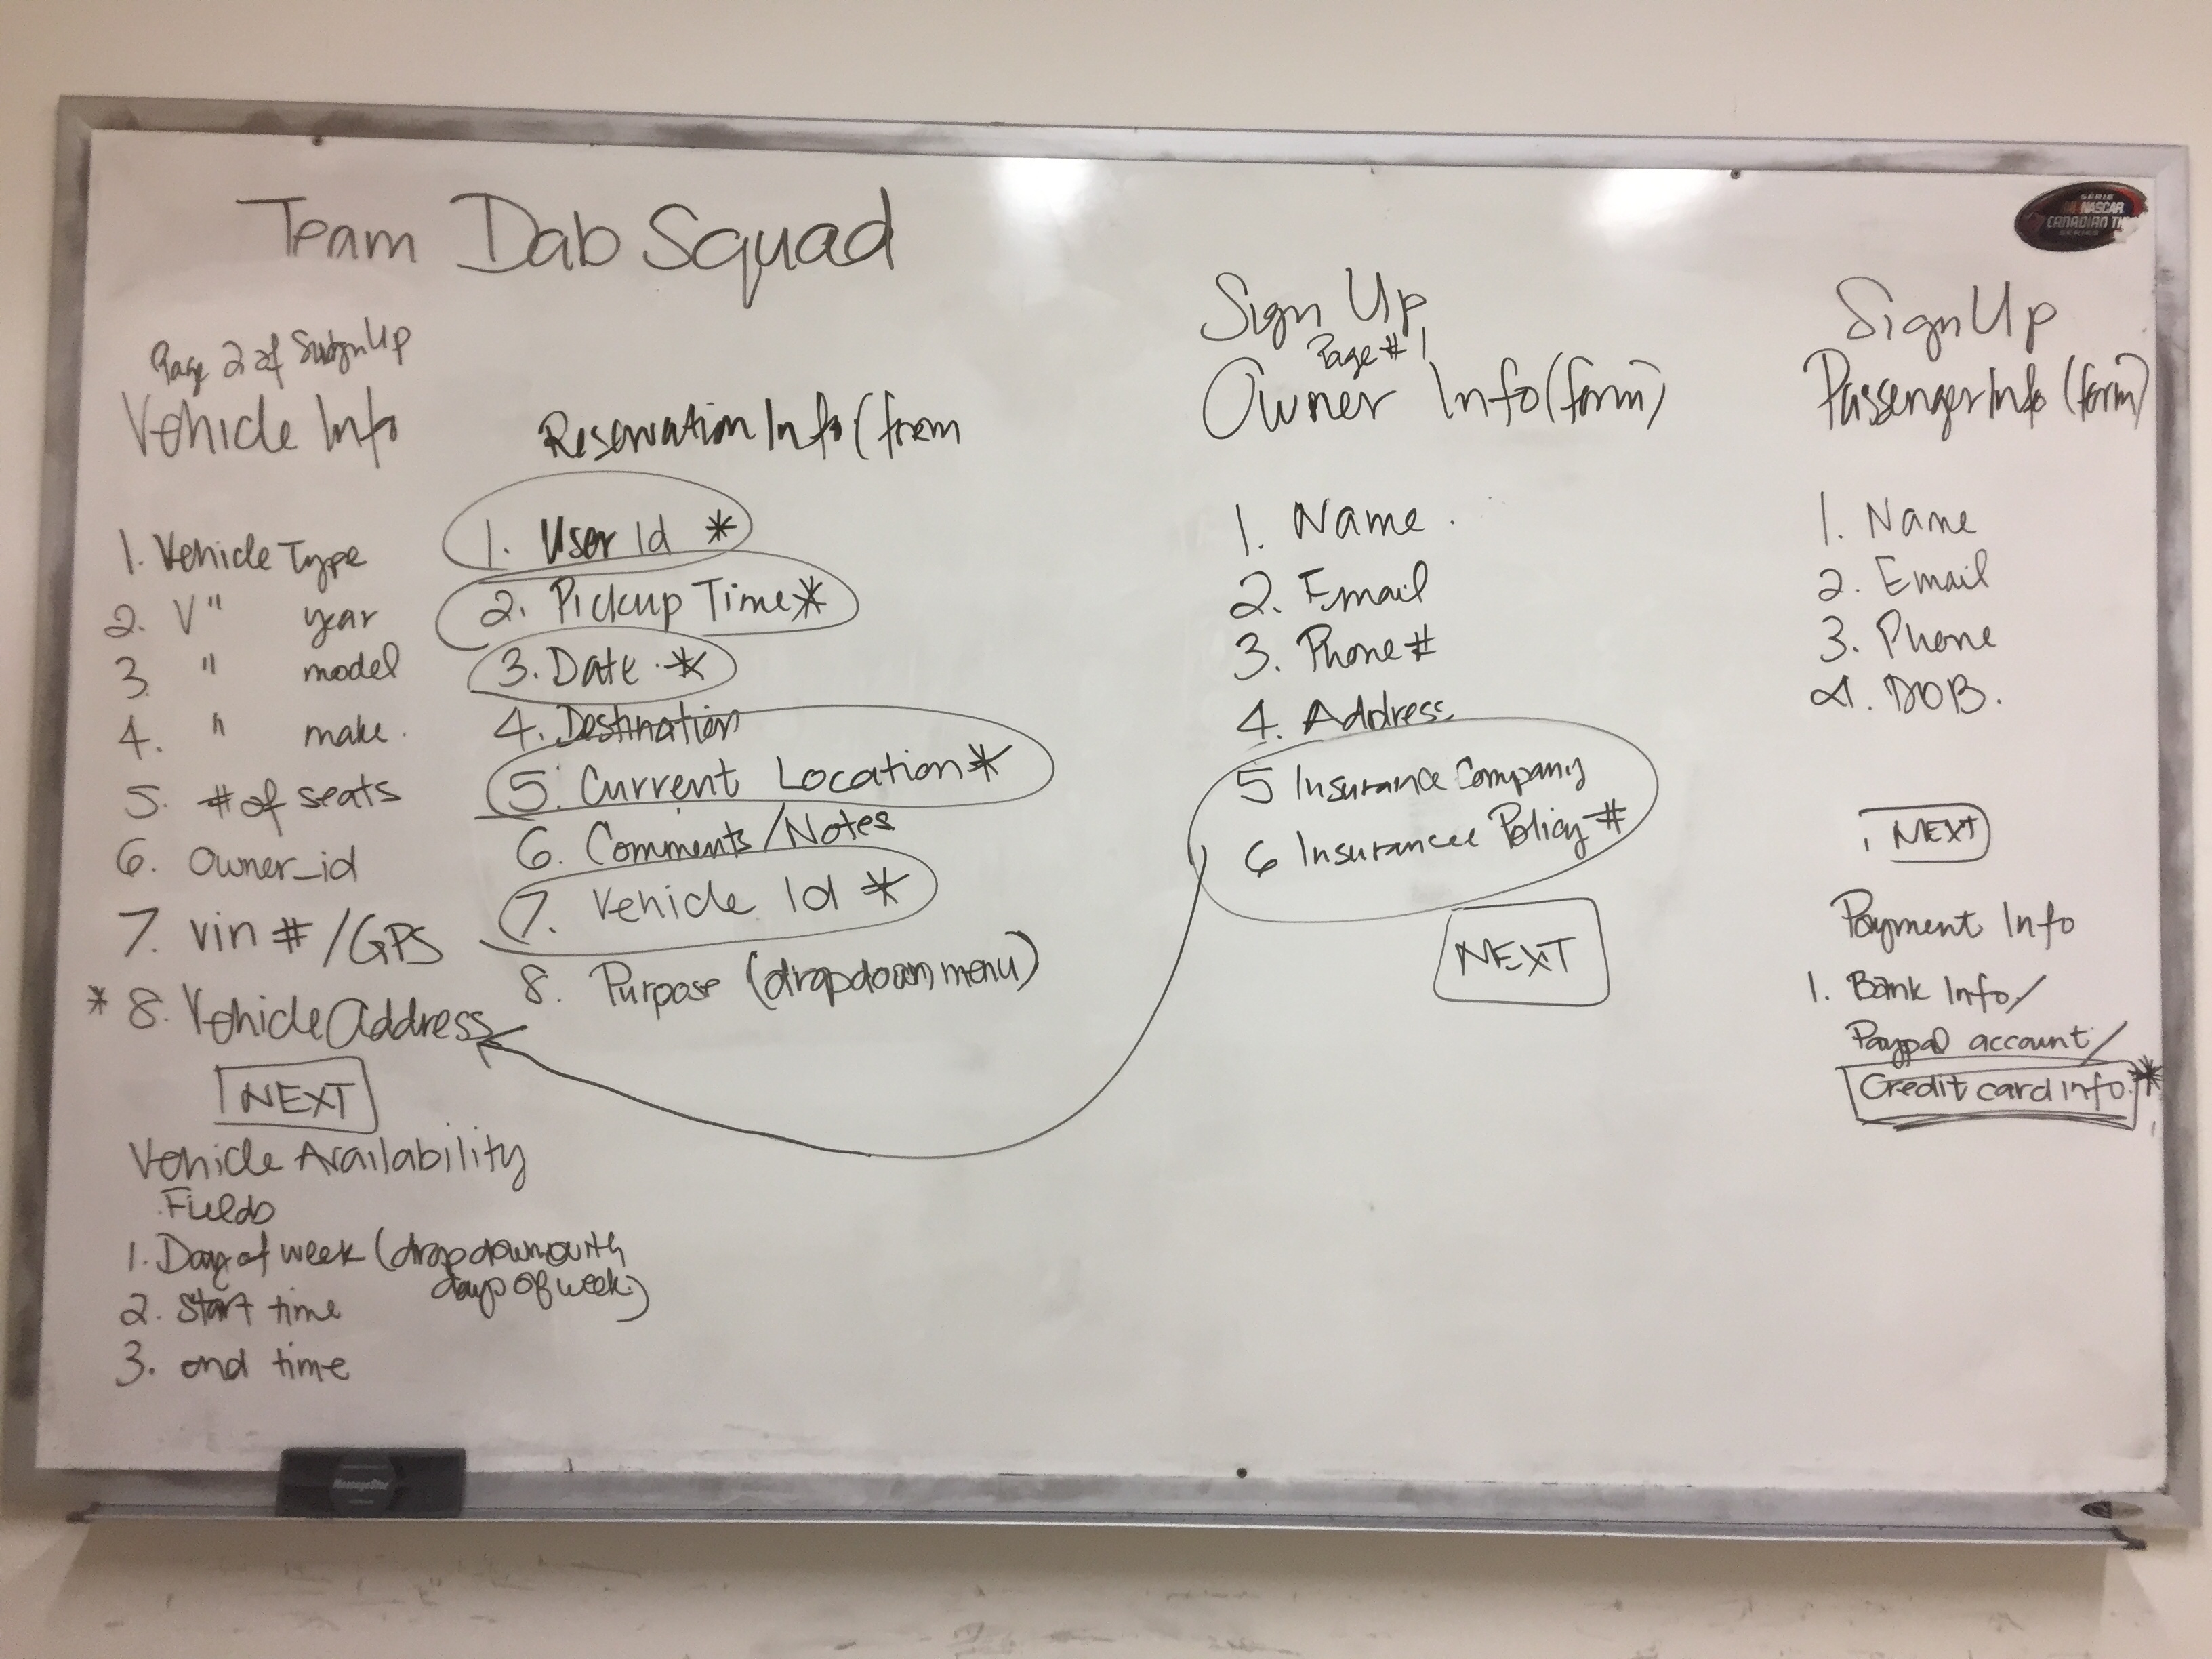 Team Dab Squad
Page 2 of SignUp
Vehicle Info
1. Vehicle Type
2. V " year
3. " model
4. " make.
5. # of seats
6. Owner_id
7. Vin #/GPS
* 8. Vehicle Address
NEXT
Vehicle Availability
Fields
1. Day of week (dropdown with
days of week)
2. Start time
3. end time
Reservation Info (form
1. User Id *
2. Pickup Time *
3. Date *
4. Destination
5. Current Location *
6. Comments/Notes
7. Vehicle Id *
8. Purpose (dropdown menu)
Sign Up
Page # 1
Owner Info (form)
1. Name
2. Email
3. Phone #
4. Address
5 Insurance Company
6 Insurance Policy #
NEXT
Sign Up
Passenger Info (form)
1. Name
2. Email
3. Phone
4. DOB.
NEXT
Payment Info
1. Bank Info/
Paypal account/
Credit card info. *
NASCAR
CANADIAN
MessageStar